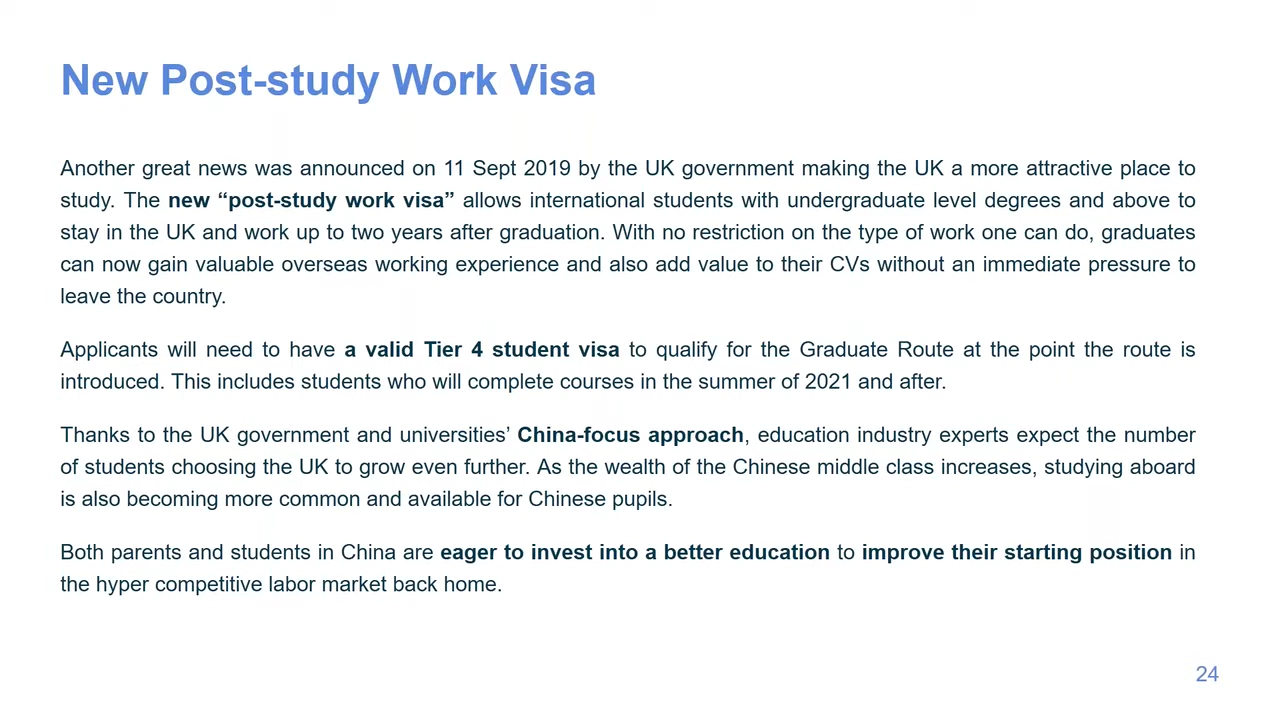 New Post-study Work Visa
Another great news was announced on 11 Sept 2019 by the UK government making the UK a more attractive place to
study. The new “post-study work visa” allows international students with undergraduate level degrees and above to
stay in the UK and work up to two years after graduation. With no restriction on the type of work one can do, graduates
can now gain valuable overseas working experience and also add value to their CVs without an immediate pressure to
leave the country.
Applicants will need to have a valid Tier 4 student visa to qualify for the Graduate Route at the point the route is
introduced. This includes students who will complete courses in the summer of 2021 and after.
Thanks to the UK government and universities’ China-focus approach, education industry experts expect the number
of students choosing the UK to grow even further. As the wealth of the Chinese middle class increases, studying aboard
is also becoming more common and available for Chinese pupils.
Both parents and students in China are eager to invest into a better education to improve their starting position in
the hyper competitive labor market back home.
24